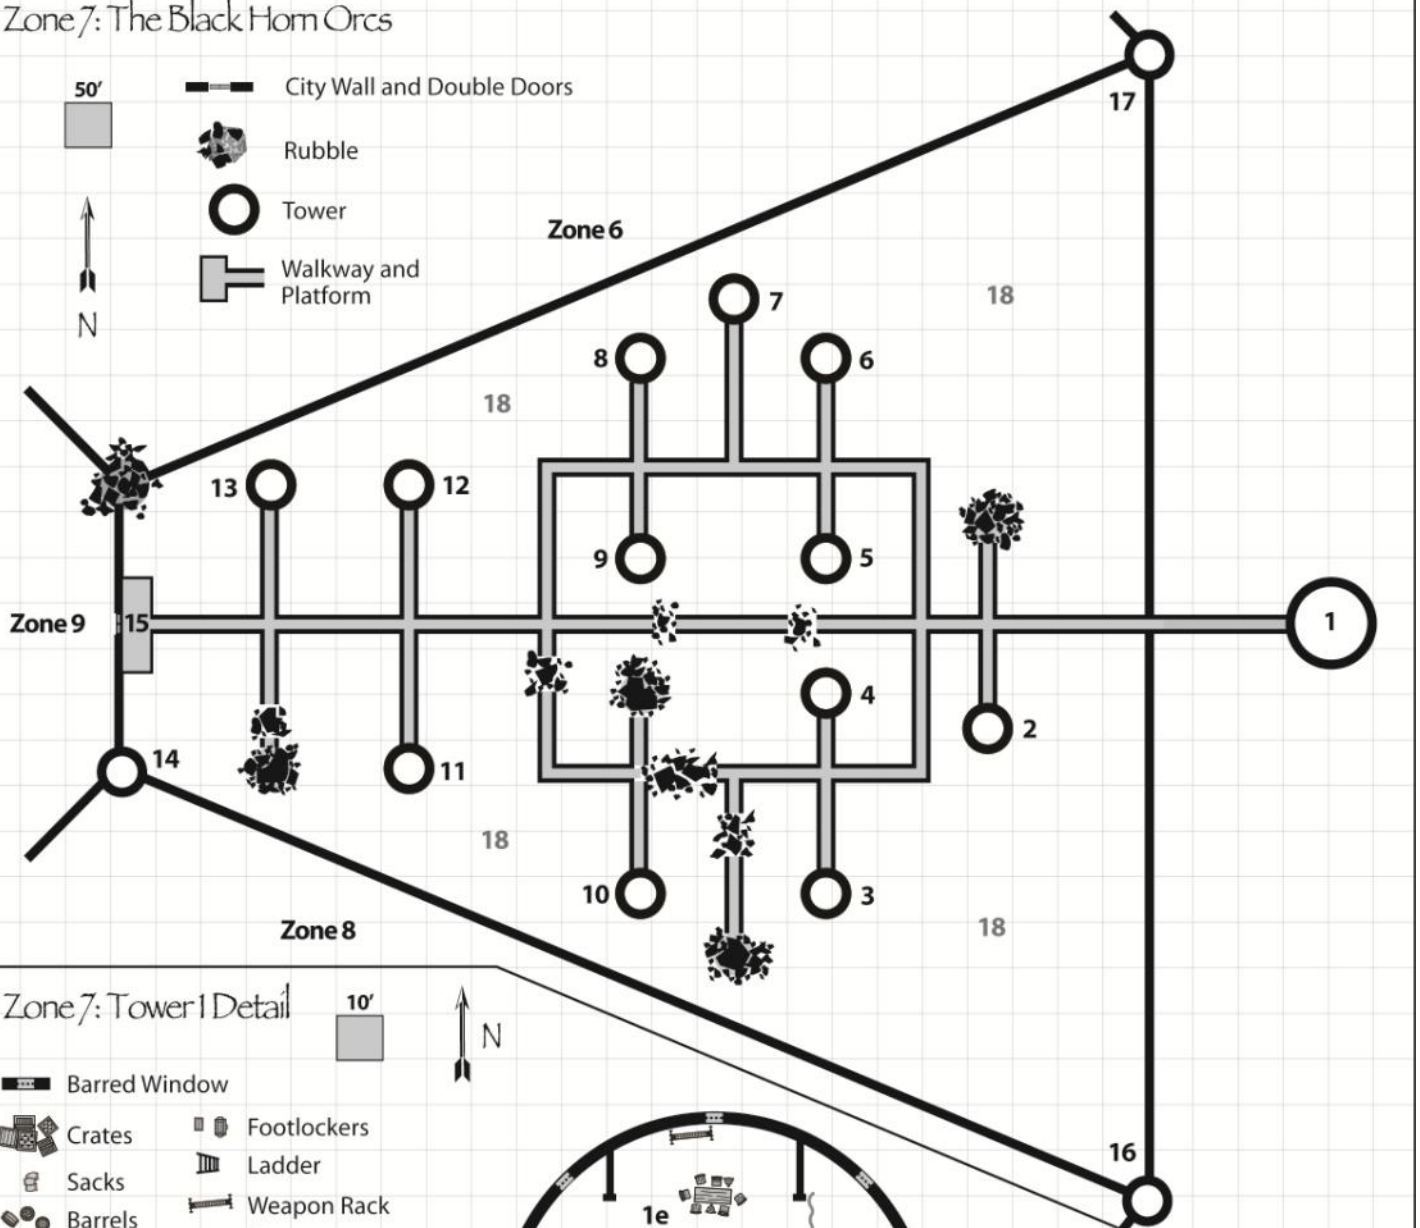 Zone 7: The Black Horn Orcs
50'
City Wall and Double Doors
Rubble
Tower
Walkway and
Platform
N
17
Zone 6
18
7
8
6
18
13
12
9
5
Zone 9
15
1
4
2
14
11
18
10
3
18
Zone 8
16
Zone 7: Tower 1 Detail
10'
N
Barred Window
Crates
Footlockers
Ladder
Sacks
Weapon Rack
Barrels
1e